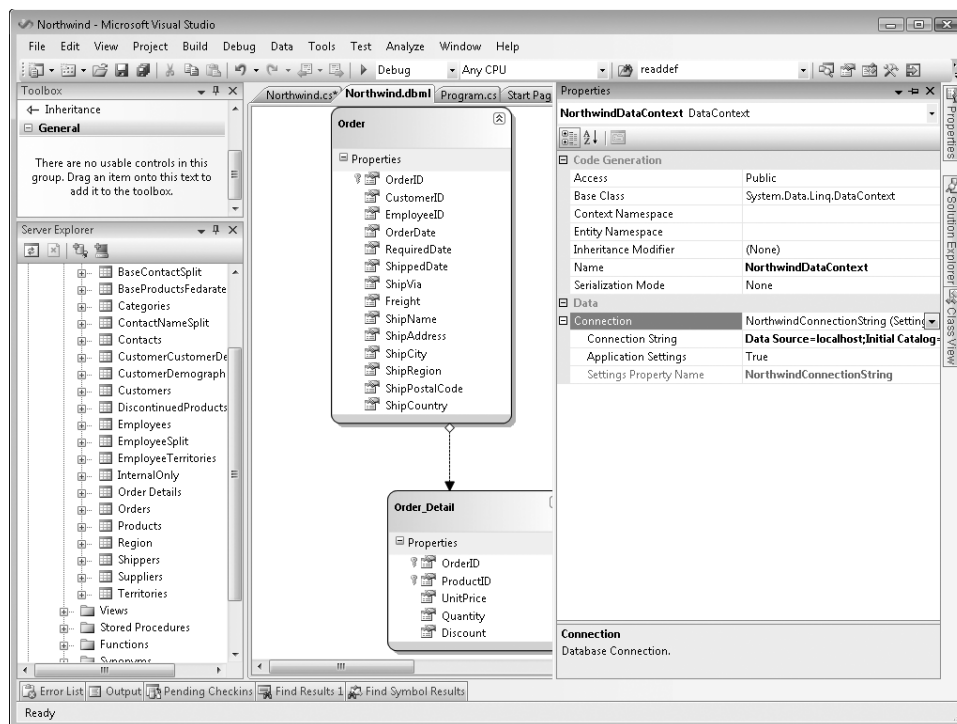 Northwind - Microsoft Visual Studio
File Edit View Project Build Debug Data Tools Test Analyze Window Help
Debug Any CPU readdef
Toolbox
Inheritance
General
There are no usable controls in this
group. Drag an item onto this text to
add it to the toolbox.
Server Explorer
BaseContactSplit
BaseProductsFedarate
Categories
ContactNameSplit
Contacts
CustomerCustomerDe
CustomerDemograph
Customers
DiscontinuedProducts
Employees
EmployeeSplit
EmployeeTerritories
InternalOnly
Order Details
Orders
Products
Region
Shippers
Suppliers
Territories
Views
Stored Procedures
Functions
Synonyms
Northwind.cs* Northwind.dbml Program.cs Start Pag
Order
Properties
OrderID
CustomerID
EmployeeID
OrderDate
RequiredDate
ShippedDate
ShipVia
Freight
ShipName
ShipAddress
ShipCity
ShipRegion
ShipPostalCode
ShipCountry
Order_Detail
Properties
OrderID
ProductID
UnitPrice
Quantity
Discount
Properties
NorthwindDataContext DataContext
Code Generation
Access Public
Base Class System.Data.Linq.DataContext
Context Namespace
Entity Namespace
Inheritance Modifier (None)
Name NorthwindDataContext
Serialization Mode None
Data
Connection NorthwindConnectionString (Setting
Connection String Data Source=localhost;Initial Catalog=
Application Settings True
Settings Property Name NorthwindConnectionString
Connection
Database Connection.
Properties
Solution Explorer
Class View
Error List Output Pending Checkins Find Results 1 Find Symbol Results
Ready